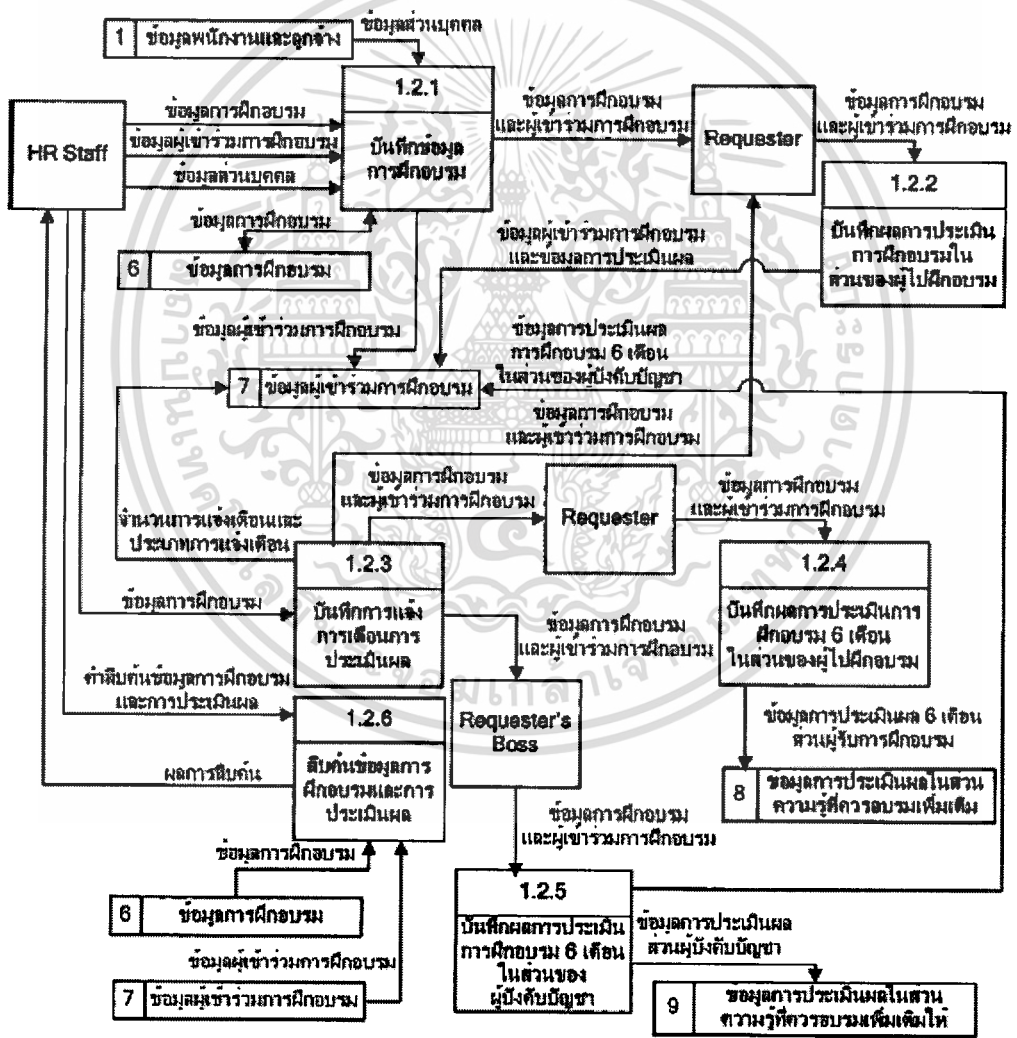 1 ข้อมูลพนักงานและลูกจ้าง
ข้อมูลส่วนบุคคล
HR Staff
ข้อมูลการฝึกอบรม
ข้อมูลผู้เข้าร่วมการฝึกอบรม
ข้อมูลส่วนบุคคล
1.2.1
บันทึกข้อมูล
การฝึกอบรม
ข้อมูลการฝึกอบรม
และผู้เข้าร่วมการฝึกอบรม
Requester
ข้อมูลการฝึกอบรม
และผู้เข้าร่วมการฝึกอบรม
1.2.2
บันทึกผลการประเมิน
การฝึกอบรมใน
ส่วนของผู้ไปฝึกอบรม
ข้อมูลการฝึกอบรม
6 ข้อมูลการฝึกอบรม
ข้อมูลผู้เข้าร่วมการฝึกอบรม
และข้อมูลการประเมินผล
ข้อมูลผู้เข้าร่วมการฝึกอบรม
7 ข้อมูลผู้เข้าร่วมการฝึกอบรม
ข้อมูลการประเมินผล
การฝึกอบรม 6 เดือน
ในส่วนของผู้บังคับบัญชา
ข้อมูลการฝึกอบรม
และผู้เข้าร่วมการฝึกอบรม
ข้อมูลการฝึกอบรม
และผู้เข้าร่วมการฝึกอบรม
Requester
ข้อมูลการฝึกอบรม
และผู้เข้าร่วมการฝึกอบรม
จำนวนการแจ้งเตือนและ
ประเภทการแจ้งเตือน
1.2.3
บันทึกการแจ้ง
การเตือนการ
ประเมินผล
ข้อมูลการฝึกอบรม
1.2.4
บันทึกผลการประเมินการ
ฝึกอบรม 6 เดือน
ในส่วนของผู้ไปฝึกอบรม
ข้อมูลการฝึกอบรม
และผู้เข้าร่วมการฝึกอบรม
คำสืบค้นข้อมูลการฝึกอบรม
และการประเมินผล
1.2.6
สืบค้นข้อมูลการ
ฝึกอบรมและการ
ประเมินผล
ผลการสืบค้น
Requester's
Boss
ข้อมูลการประเมินผล 6 เดือน
ส่วนผู้รับการฝึกอบรม
8 ข้อมูลการประเมินผลในส่วน
ความรู้ที่ควรอบรมเพิ่มเติม
ข้อมูลการฝึกอบรม
และผู้เข้าร่วมการฝึกอบรม
ข้อมูลการฝึกอบรม
6 ข้อมูลการฝึกอบรม
ข้อมูลผู้เข้าร่วมการฝึกอบรม
7 ข้อมูลผู้เข้าร่วมการฝึกอบรม
1.2.5
บันทึกผลการประเมิน
การฝึกอบรม 6 เดือน
ในส่วนของ
ผู้บังคับบัญชา
ข้อมูลการประเมินผล
ส่วนผู้บังคับบัญชา
9 ข้อมูลการประเมินผลในส่วน
ความรู้ที่ควรอบรมเพิ่มเติมให้